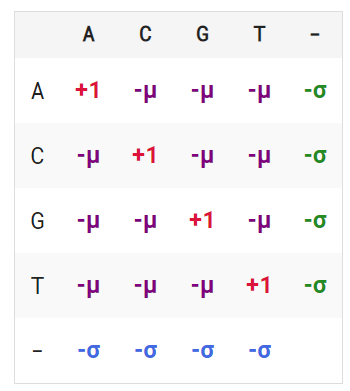 A C G T –
A +1 -μ -μ -μ -σ
C -μ +1 -μ -μ -σ
G -μ -μ +1 -μ -σ
T -μ -μ -μ +1 -σ
– -σ -σ -σ -σ